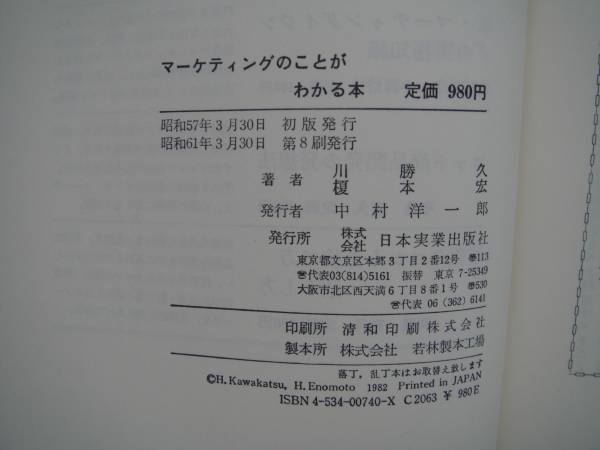 マーケティングのことが
わかる本 定価 980円
昭和57年3月30日 初版発行
昭和61年3月30日 第8刷発行
著者 川勝久
榎本宏
発行者 中村洋一郎
発行所 株式会社 日本実業出版社
東京都文京区本郷3丁目2番12号 〒113
☎代表03(814)5161 振替 東京7-25349
大阪市北区西天満6丁目8番1号 〒530
☎代表 06 (362) 6141
印刷所 清和印刷株式会社
製本所 株式会社 若林製本工場
落丁,乱丁本はお取替え致します
©H. Kawakatsu, H. Enomoto 1982 Printed in JAPAN
ISBN 4-534-00740-X C2063 ¥ 980E